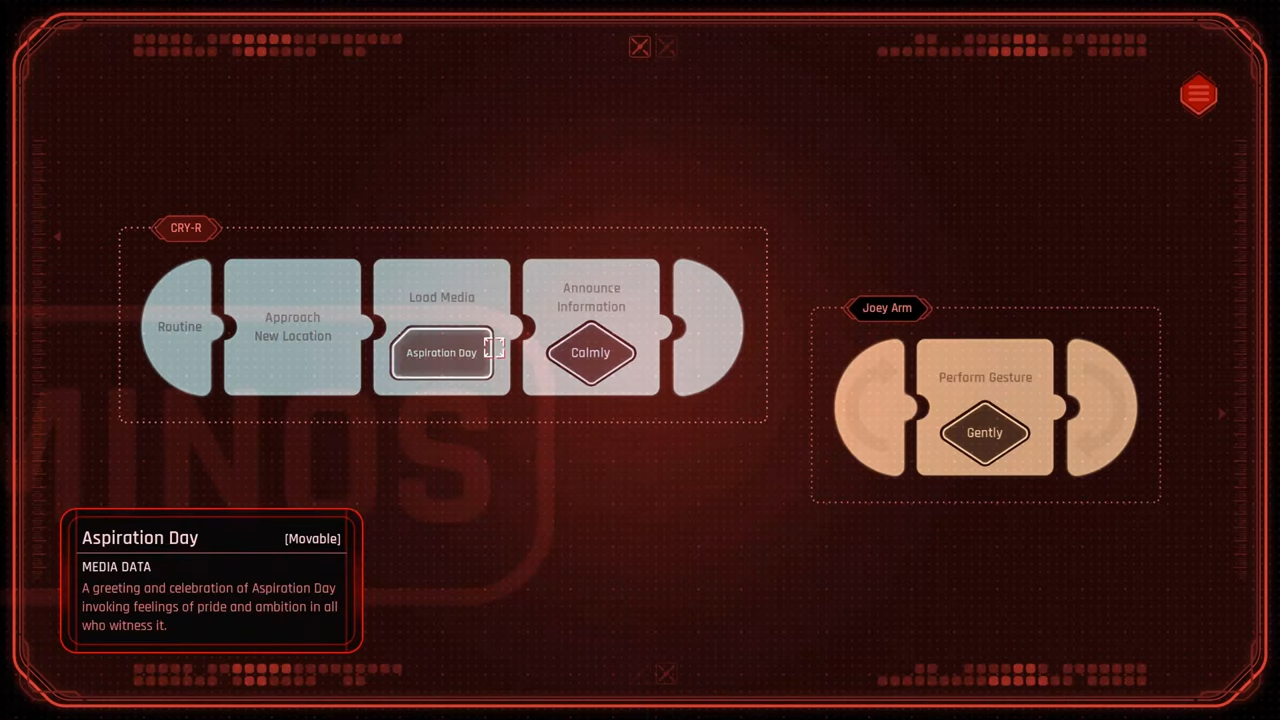 CRY-R
Routine
Approach
New Location
Load Media
Aspiration Day
Announce
Information
Calmly
Joey Arm
Perform Gesture
Gently
MINOS
Aspiration Day [Movable]
MEDIA DATA
A greeting and celebration of Aspiration Day
invoking feelings of pride and ambition in all
who witness it.